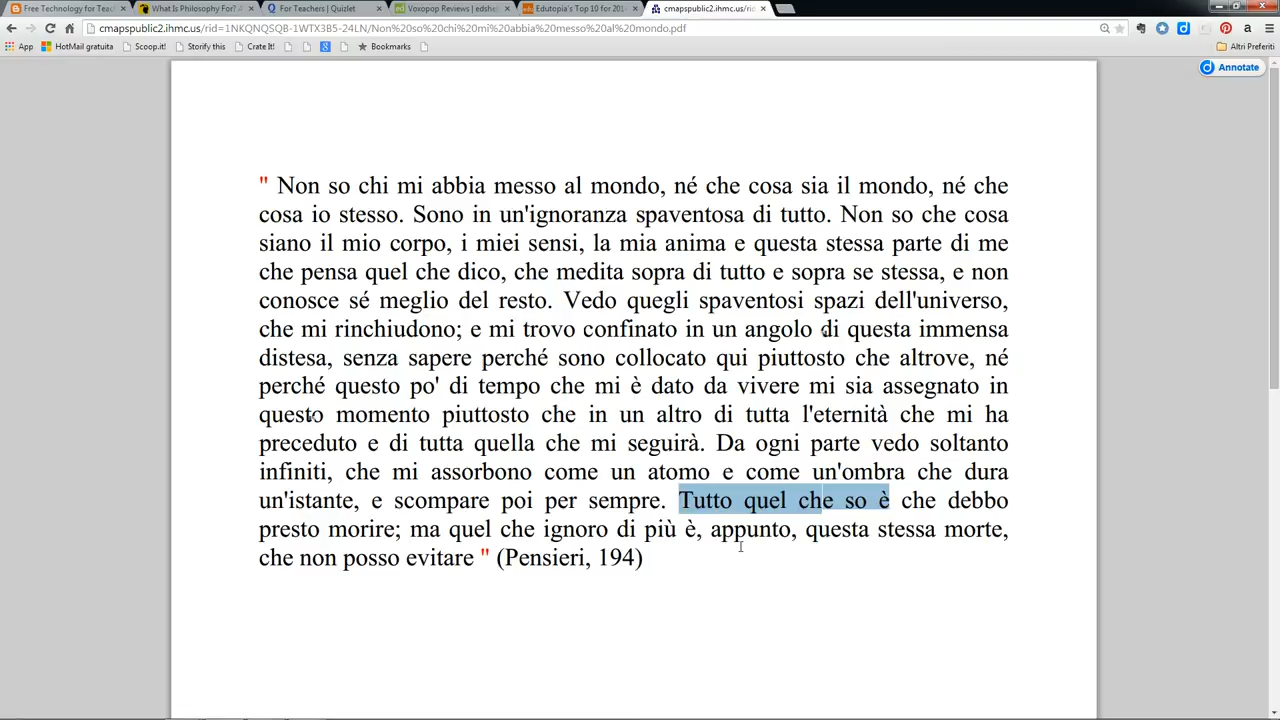 Free Technology for Teac
What Is Philosophy For? A
For Teachers | Quizlet
Voxopop Reviews | edshel
Edutopia's Top 10 for 201
cmapspublic2.ihmc.us/rid
cmapspublic2.ihmc.us/rid=1NKQNQSQB-1WTX3B5-24LN/Non%20so%20chi%20mi%20abbia%20messo%20al%20mondo.pdf
App
HotMail gratuita
Scoop.it!
Storify this
Crate It!
Bookmarks
Altri Preferiti
Annotate
" Non so chi mi abbia messo al mondo, né che cosa sia il mondo, né che
cosa io stesso. Sono in un'ignoranza spaventosa di tutto. Non so che cosa
siano il mio corpo, i miei sensi, la mia anima e questa stessa parte di me
che pensa quel che dico, che medita sopra di tutto e sopra se stessa, e non
conosce sé meglio del resto. Vedo quegli spaventosi spazi dell'universo,
che mi rinchiudono; e mi trovo confinato in un angolo di questa immensa
distesa, senza sapere perché sono collocato qui piuttosto che altrove, né
perché questo po' di tempo che mi è dato da vivere mi sia assegnato in
questo momento piuttosto che in un altro di tutta l'eternità che mi ha
preceduto e di tutta quella che mi seguirà. Da ogni parte vedo soltanto
infiniti, che mi assorbono come un atomo e come un'ombra che dura
un'istante, e scompare poi per sempre. Tutto quel che so è che debbo
presto morire; ma quel che ignoro di più è, appunto, questa stessa morte,
che non posso evitare " (Pensieri, 194)